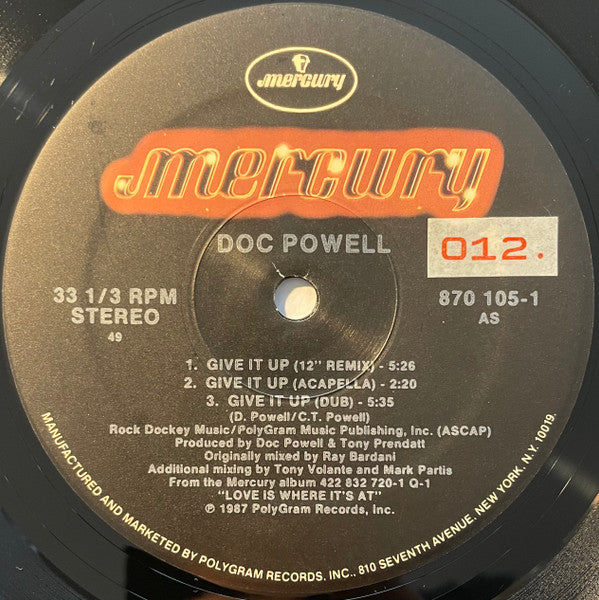 mercury
mercury
DOC POWELL
012.
33 1/3 RPM
STEREO
49
870 105-1
AS
1. GIVE IT UP (12" REMIX) - 5:26
2. GIVE IT UP (ACAPELLA) - 2:20
3. GIVE IT UP (DUB) - 5:35
(D. Powell/C.T. Powell)
Rock Dockey Music/PolyGram Music Publishing, Inc. (ASCAP)
Produced by Doc Powell & Tony Prendatt
Originally mixed by Ray Bardani
Additional mixing by Tony Volante and Mark Partis
From the Mercury album 422 832 720-1 Q-1
"LOVE IS WHERE IT'S AT"
℗ 1987 PolyGram Records, Inc.
MANUFACTURED AND MARKETED BY POLYGRAM RECORDS. INC., 810 SEVENTH AVENUE. NEW YORK. N.Y. 10019.